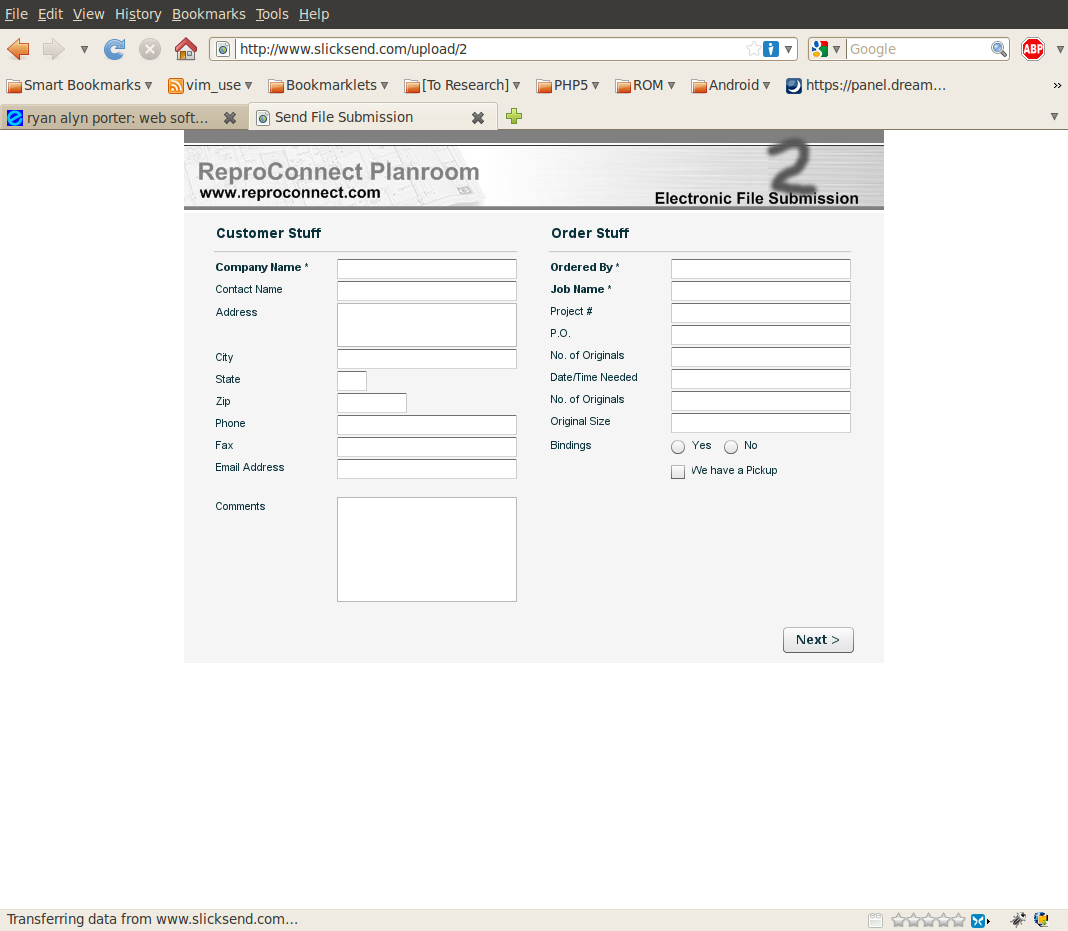 File Edit View History Bookmarks Tools Help
http://www.slicksend.com/upload/2
Google
ABP
Smart Bookmarks vim_use Bookmarklets [To Research] PHP5 ROM Android https://panel.dream... »
ryan alyn porter: web soft... Send File Submission
ReproConnect Planroom
www.reproconnect.com
2
Electronic File Submission
Customer Stuff
Company Name *
Contact Name
Address
City
State
Zip
Phone
Fax
Email Address
Comments
Order Stuff
Ordered By *
Job Name *
Project #
P.O.
No. of Originals
Date/Time Needed
No. of Originals
Original Size
Bindings Yes No
We have a Pickup
Next >
Transferring data from www.slicksend.com...